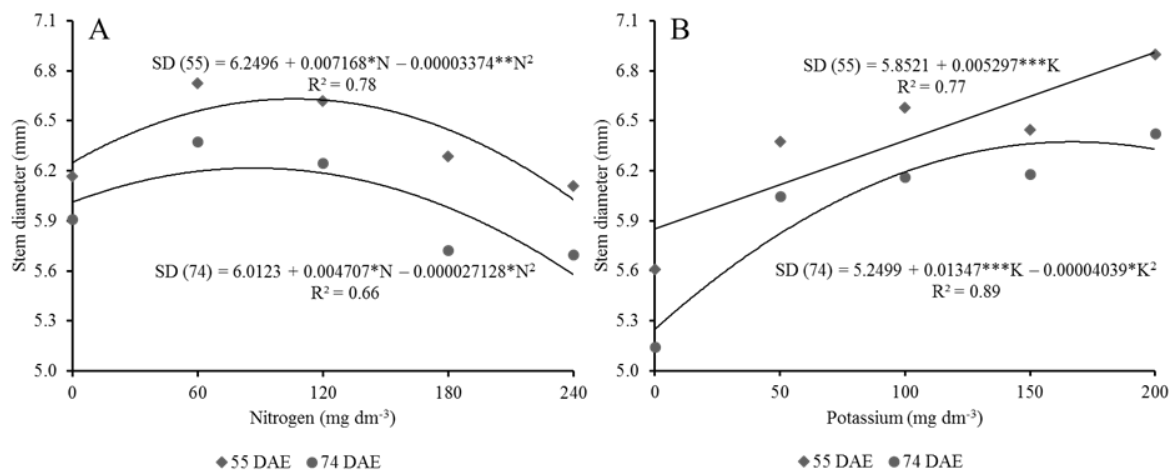 A
SD (55) = 6.2496 + 0.007168*N – 0.00003374**N²
R² = 0.78
SD (74) = 6.0123 + 0.004707*N – 0.000027128*N²
R² = 0.66
Stem diameter (mm)
7.1
6.8
6.5
6.2
5.9
5.6
5.3
5.0
0
60
120
180
240
Nitrogen (mg dm⁻³)
55 DAE
74 DAE
B
SD (55) = 5.8521 + 0.005297***K
R² = 0.77
SD (74) = 5.2499 + 0.01347***K – 0.00004039*K²
R² = 0.89
Stem diameter (mm)
7.1
6.8
6.5
6.2
5.9
5.6
5.3
5.0
0
50
100
150
200
Potassium (mg dm⁻³)
55 DAE
74 DAE